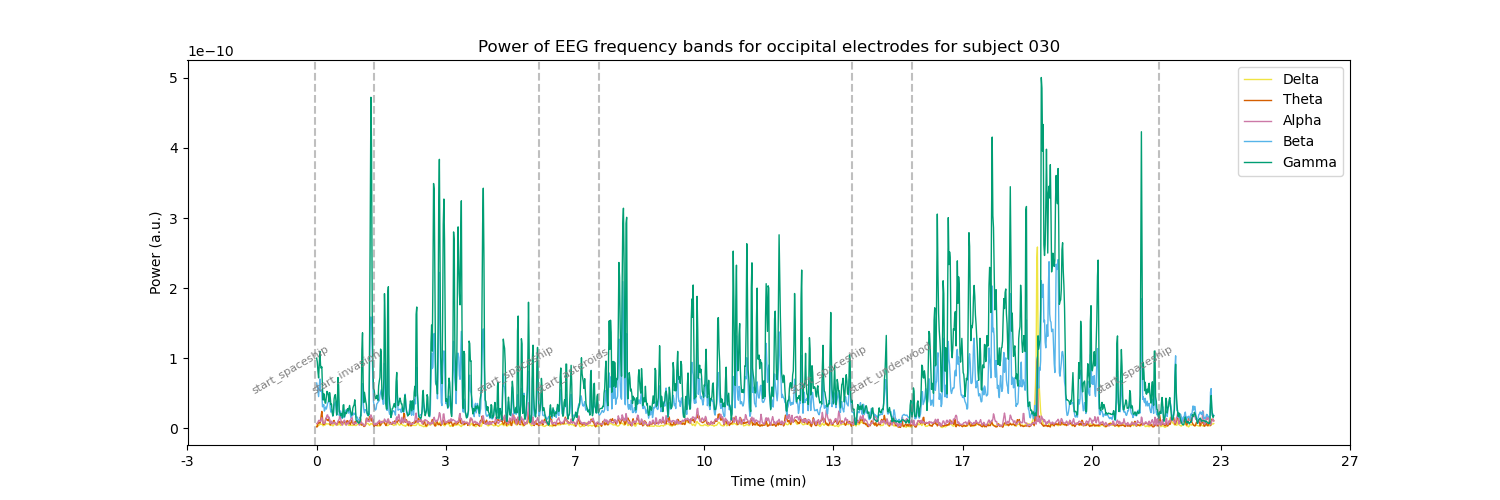 Power of EEG frequency bands for occipital electrodes for subject 030
1e−10
Power (a.u.)
5
4
3
2
1
0
Delta
Theta
Alpha
Beta
Gamma
start_spaceship
start_invasion
start_spaceship
start_asteroids
start_spaceship
start_underwood
start_spaceship
-3 0 3 7 10 13 17 20 23 27
Time (min)